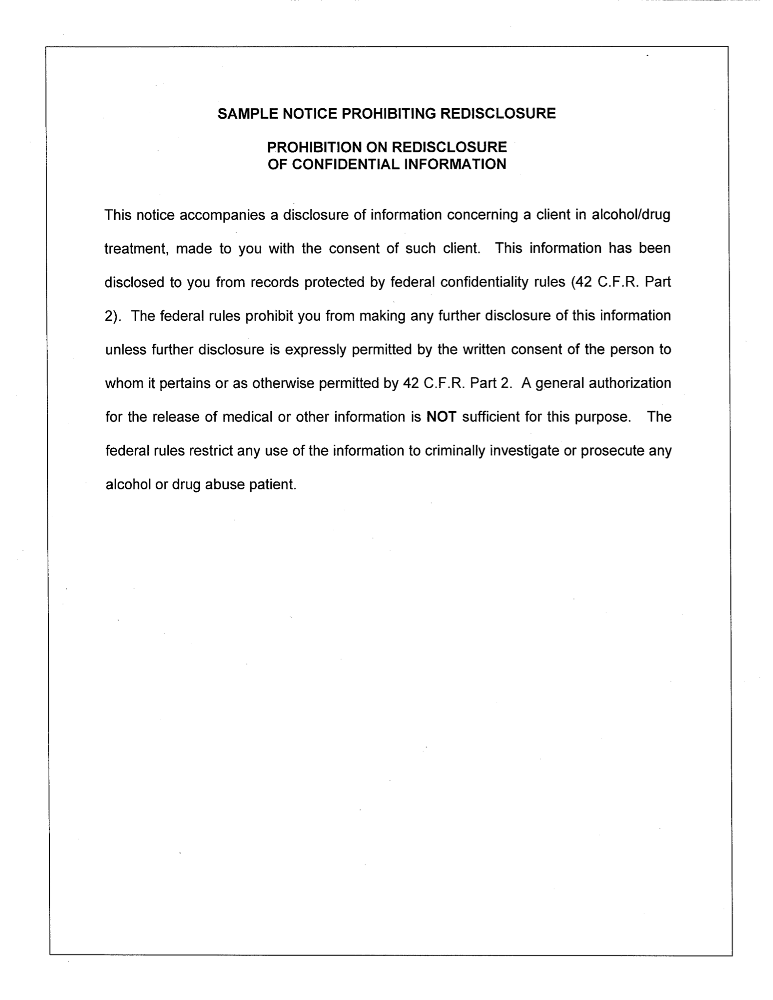 SAMPLE NOTICE PROHIBITING REDISCLOSURE
PROHIBITION ON REDISCLOSURE
OF CONFIDENTIAL INFORMATION
This notice accompanies a disclosure of information concerning a client in alcohol/drug
treatment, made to you with the consent of such client. This information has been
disclosed to you from records protected by federal confidentiality rules (42 C.F.R. Part
2). The federal rules prohibit you from making any further disclosure of this information
unless further disclosure is expressly permitted by the written consent of the person to
whom it pertains or as otherwise permitted by 42 C.F.R. Part 2. A general authorization
for the release of medical or other information is NOT sufficient for this purpose. The
federal rules restrict any use of the information to criminally investigate or prosecute any
alcohol or drug abuse patient.